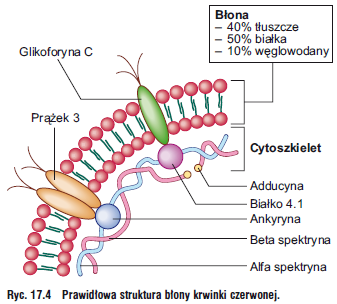 Błona
– 40% tłuszcze
– 50% białka
– 10% węglowodany
Glikoforyna C
Prążek 3
Cytoszkielet
Adducyna
Białko 4.1
Ankyryna
Beta spektryna
Alfa spektryna
Ryc. 17.4 Prawidłowa struktura błony krwinki czerwonej.